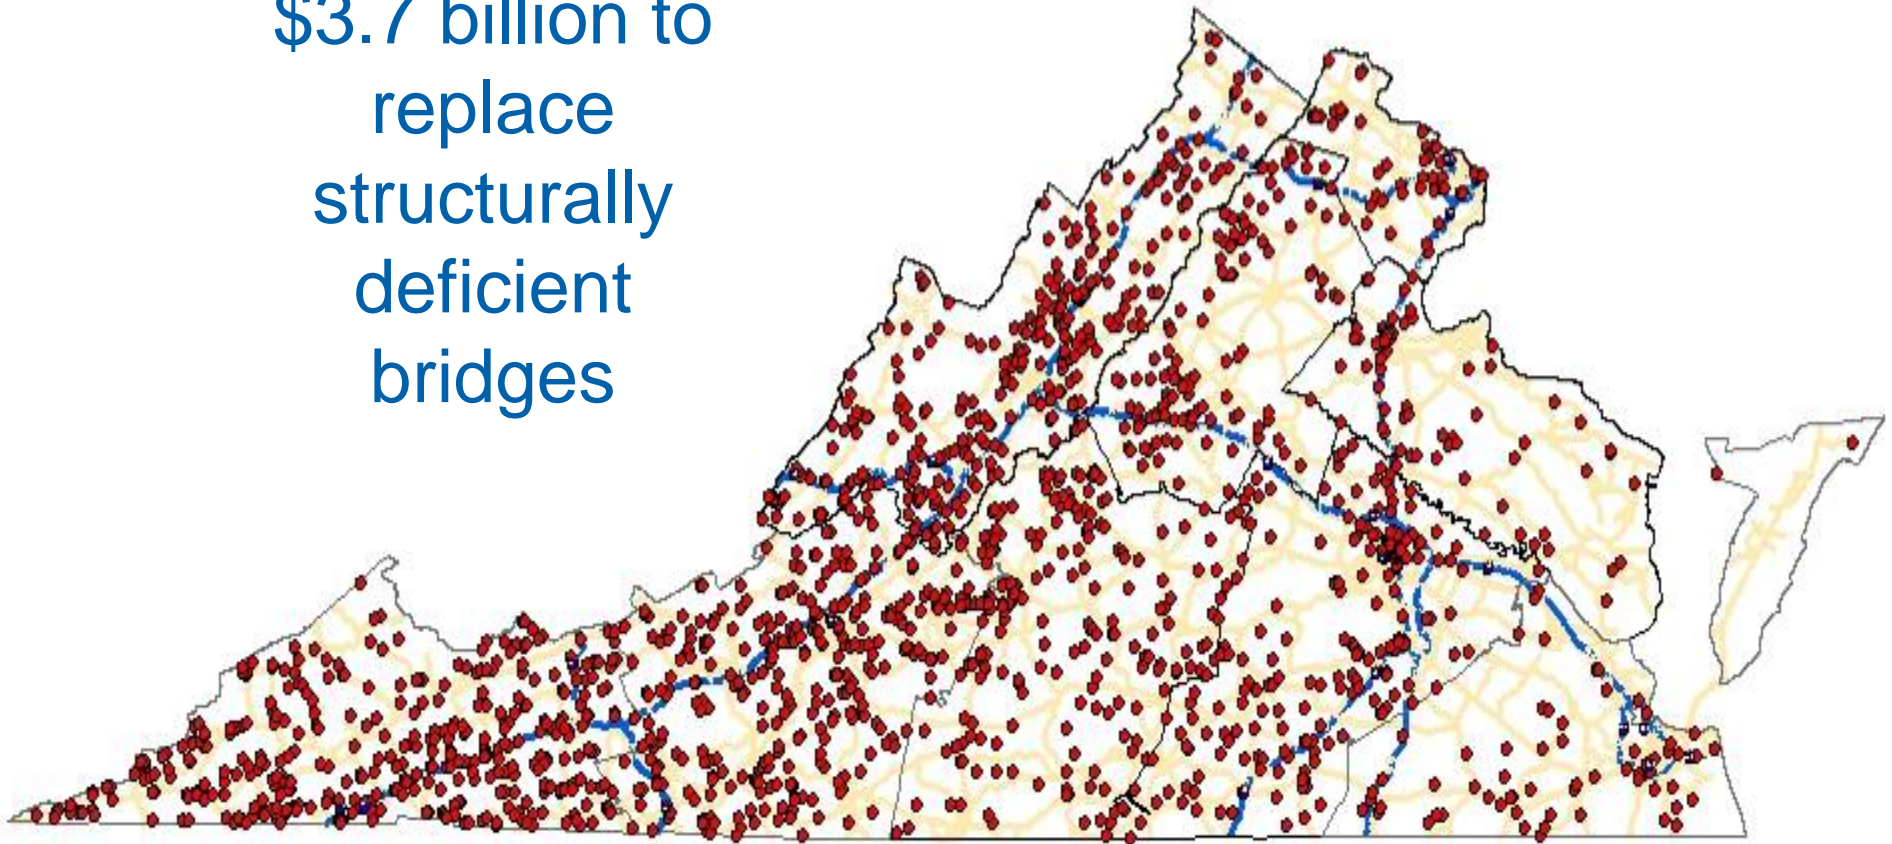 $3.7 billion to
replace
structurally
deficient
bridges